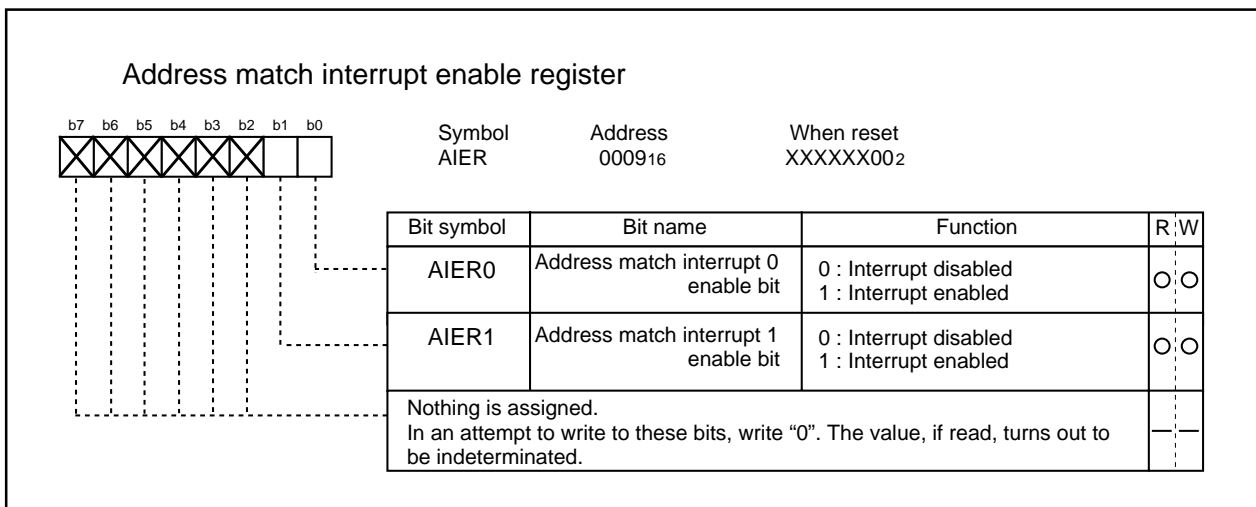 Address match interrupt enable register
b7 b6 b5 b4 b3 b2 b1 b0
Symbol Address When reset
AIER 000916 XXXXXX002
Bit symbol Bit name Function R W
AIER0 Address match interrupt 0 enable bit 0 : Interrupt disabled
1 : Interrupt enabled
AIER1 Address match interrupt 1 enable bit 0 : Interrupt disabled
1 : Interrupt enabled
Nothing is assigned.
In an attempt to write to these bits, write “0”. The value, if read, turns out to
be indeterminated.